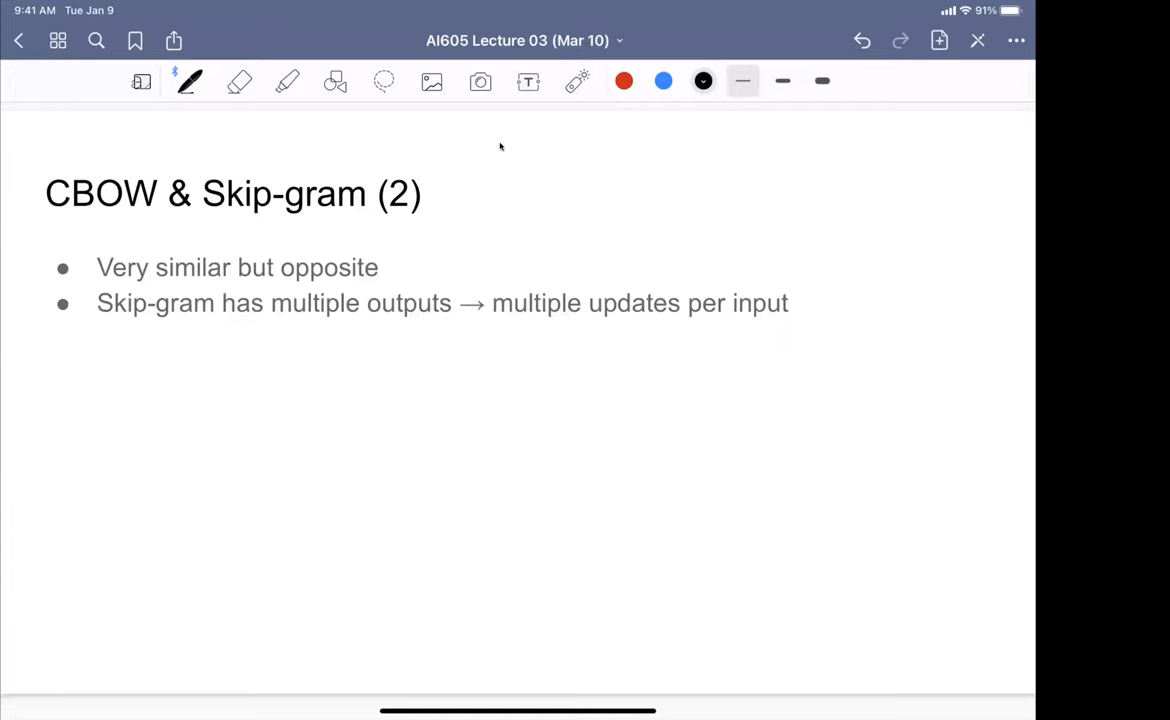 9:41 AM Tue Jan 9
91%
AI605 Lecture 03 (Mar 10)
T
CBOW & Skip-gram (2)
● Very similar but opposite
● Skip-gram has multiple outputs → multiple updates per input